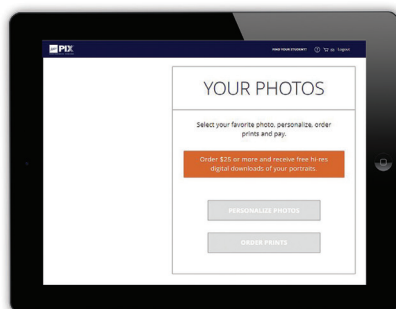 PIX
FIND YOUR STUDENT? Logout
YOUR PHOTOS
Select your favorite photo, personalize, order
prints and pay.
Order $25 or more and receive free hi-res
digital downloads of your portraits.
PERSONALIZE PHOTOS
ORDER PRINTS